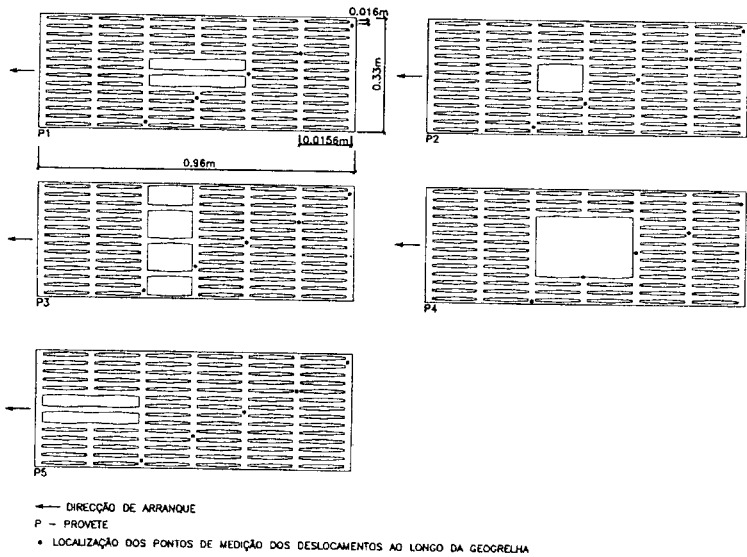 0.016m
0.33m
P1
0.0156m
P2
0.96m
P3
P4
P5
DIRECÇÃO DE ARRANQUE
P - PROVETE
• LOCALIZAÇÃO DOS PONTOS DE MEDIÇÃO DOS DESLOCAMENTOS AO LONGO DA GEOGRELHA